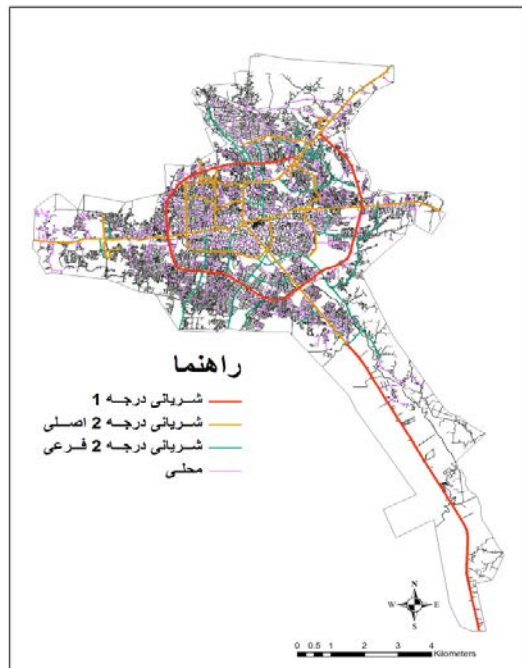 راهنما
شریانی درجه 1
شریانی درجه 2 اصلی
شریانی درجه 2 فرعی
محلی
N
W E
S
0 0.5 1 2 3 4
Kilometers